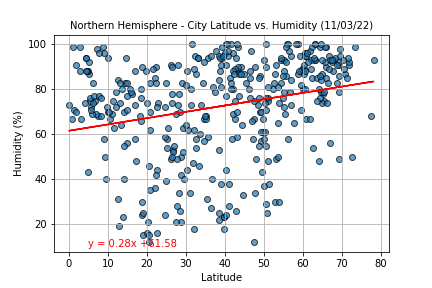 Northern Hemisphere - City Latitude vs. Humidity (11/03/22)
100
80
60
40
20
Humidity (%)
y = 0.28x +61.58
0 10 20 30 40 50 60 70 80
Latitude